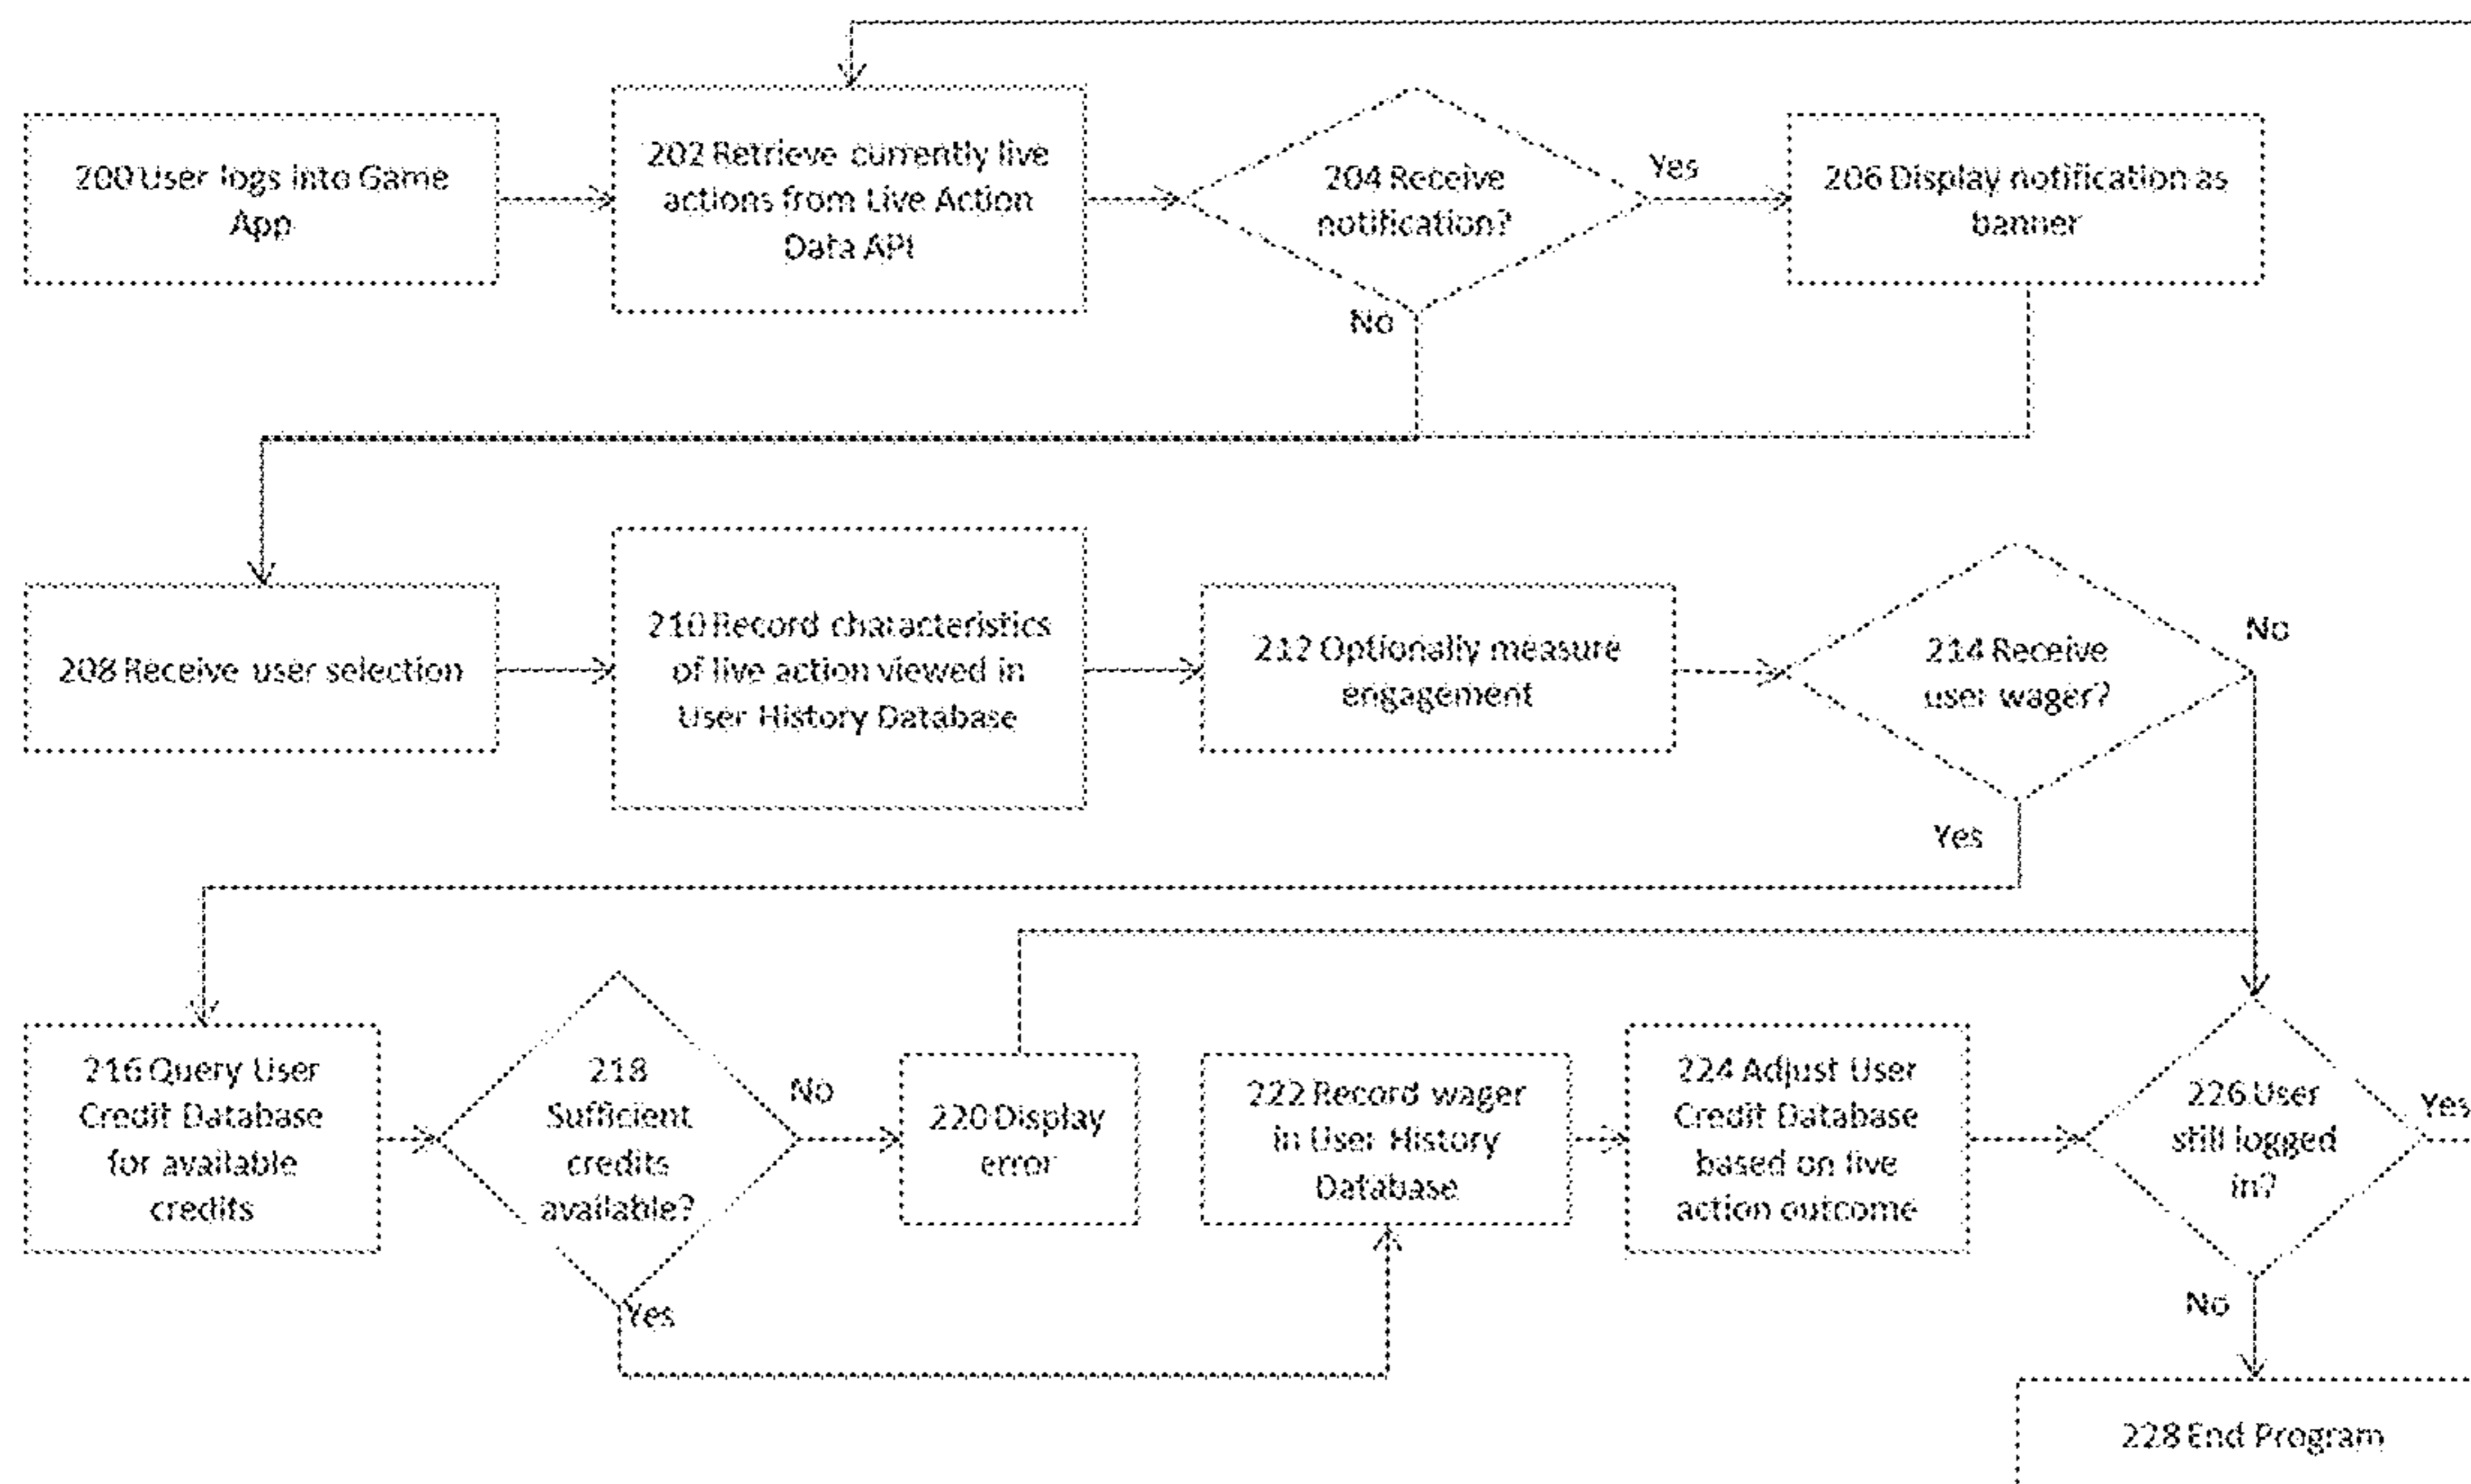 200 User logs into Game
App
202 Retrieve currently live
actions from Live Action
Data API
204 Receive
notification?
Yes
No
206 Display notification as
banner
208 Receive user selection
210 Record characteristics
of live action viewed in
User History Database
212 Optionally measure
engagement
214 Receive
user wager?
No
Yes
216 Query User
Credit Database
for available
credits
218
Sufficient
credits
available?
No
Yes
220 Display
error
222 Record wager
in User History
Database
224 Adjust User
Credit Database
based on live
action outcome
226 User
still logged
in?
Yes
No
228 End Program